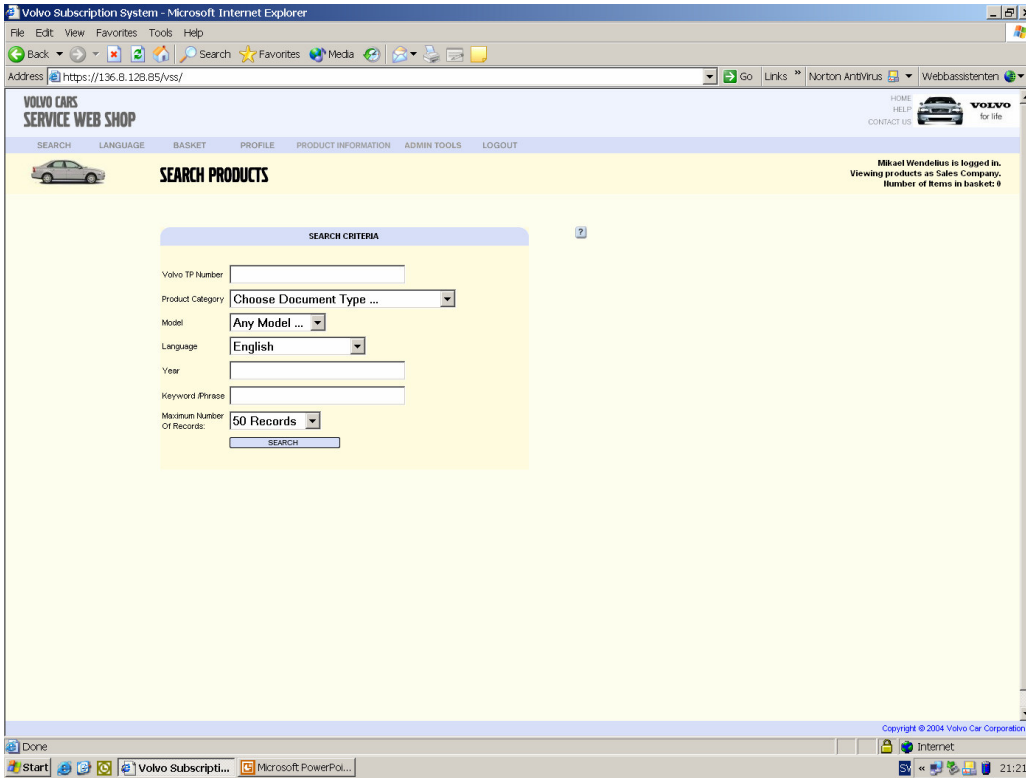 Volvo Subscription System - Microsoft Internet Explorer
File Edit View Favorites Tools Help
Back Search Favorites Media
Address https://136.8.128.85/vss/ Go Links » Norton AntiVirus Webbassistenten
VOLVO CARS
SERVICE WEB SHOP
HOME
HELP
CONTACT US
VOLVO
for life
SEARCH LANGUAGE BASKET PROFILE PRODUCT INFORMATION ADMIN TOOLS LOGOUT
SEARCH PRODUCTS
Mikael Wendelius is logged in.
Viewing products as Sales Company.
Number of Items in basket: 0
SEARCH CRITERIA
?
Volvo TP Number
Product Category Choose Document Type ...
Model Any Model ...
Language English
Year
Keyword /Phrase
Maximum Number
Of Records: 50 Records
SEARCH
Copyright © 2004 Volvo Car Corporation
Done Internet
Start Volvo Subscripti... Microsoft PowerPoi... SV « 21:21